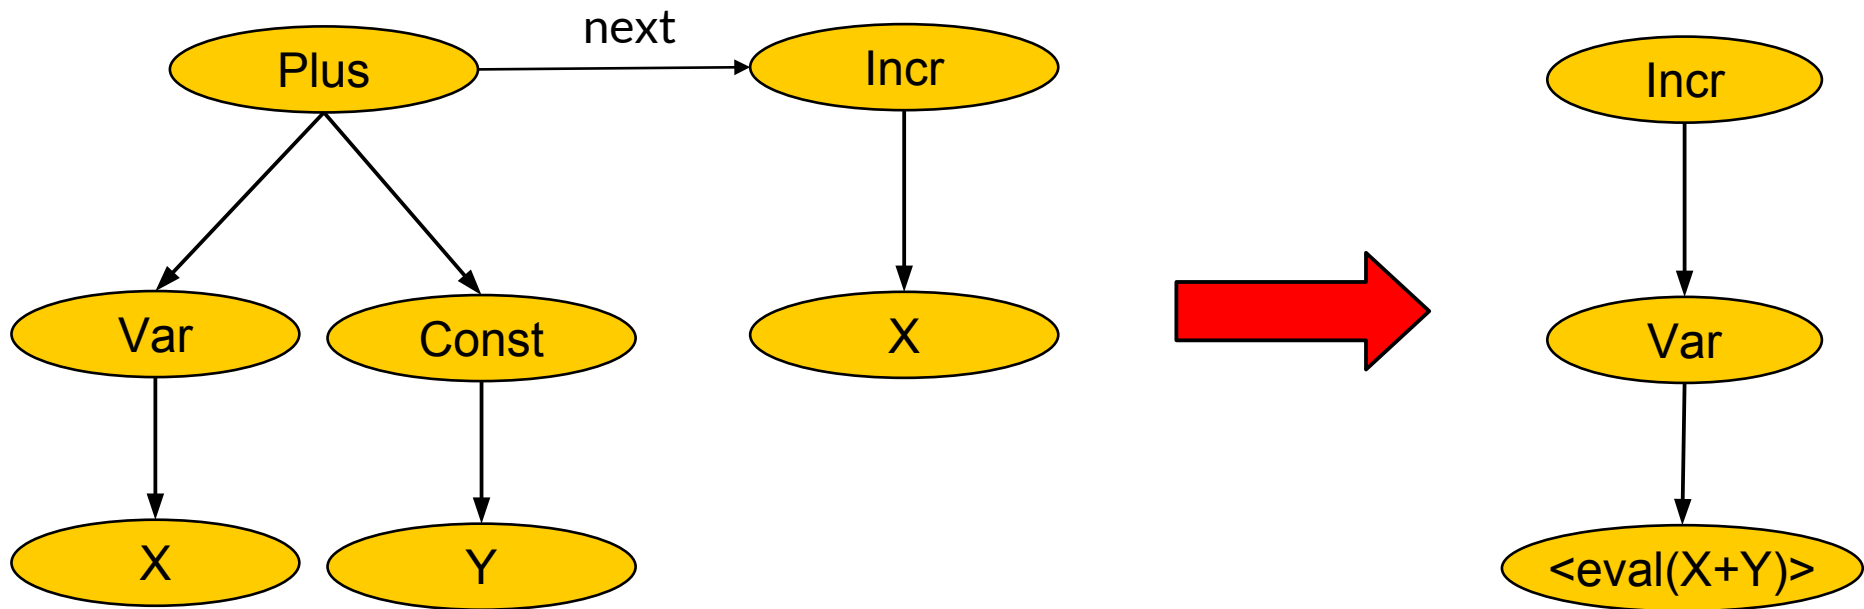 next
Plus
Incr
Incr
Var
Const
X
Var
X
Y
<eval(X+Y)>